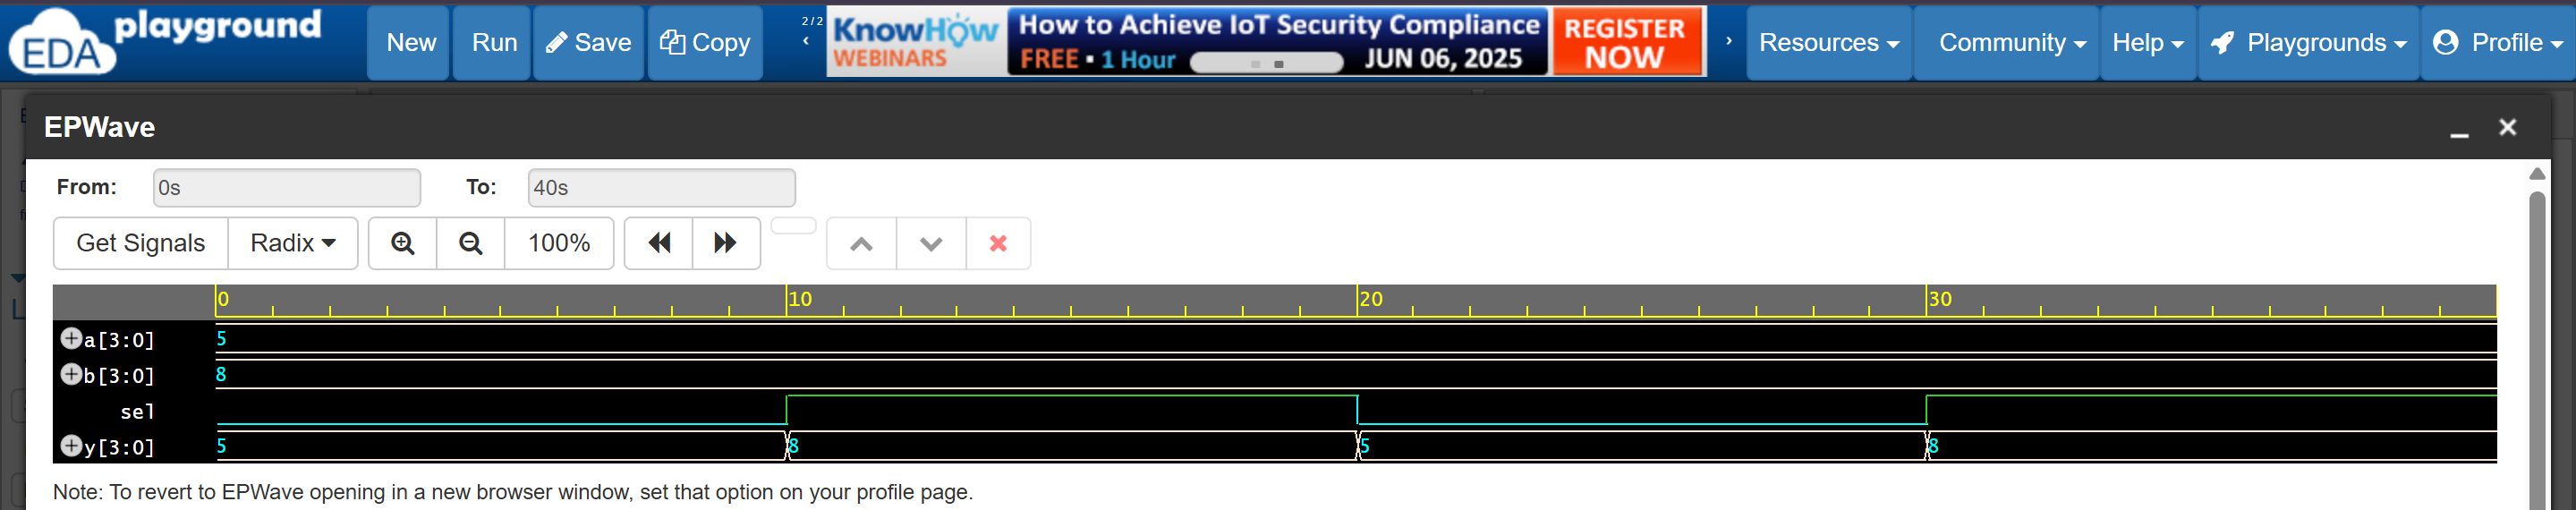 EDA playground
New
Run
Save
Copy
2 / 2
KnowHow
WEBINARS
How to Achieve IoT Security Compliance
FREE ▪ 1 Hour
JUN 06, 2025
REGISTER
NOW
Resources
Community
Help
Playgrounds
Profile
EPWave
From:
0s
To:
40s
Get Signals
Radix
100%
0
10
20
30
a[3:0]
5
b[3:0]
8
sel
y[3:0]
5
8
5
8
Note: To revert to EPWave opening in a new browser window, set that option on your profile page.